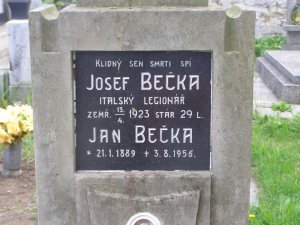 Klidný sen smrti spí
Josef BEČKA
ITALSKÝ LEGIONÁŘ
ZEMŘ. 13/4 1923 STÁR 29 L.
Jan BEČKA
* 21.1.1889 + 3.8.1956.